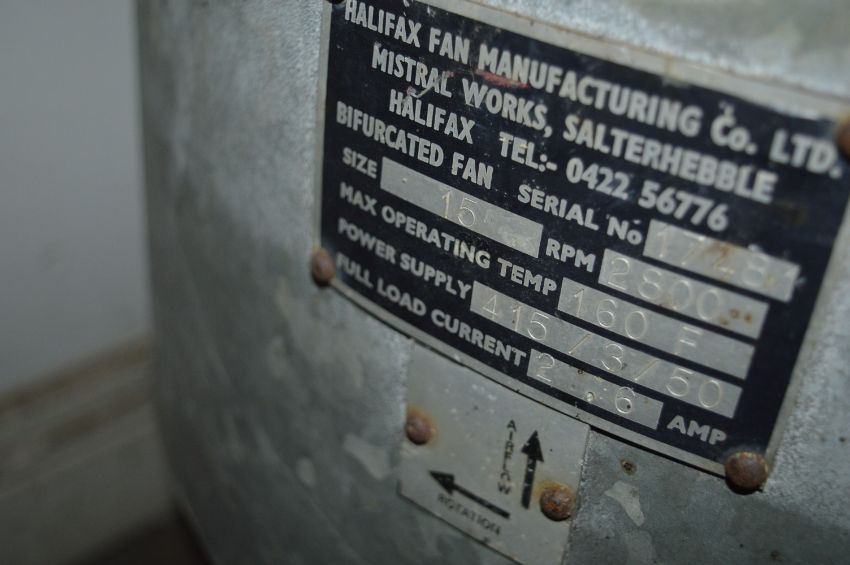 HALIFAX FAN MANUFACTURING Co. LTD.
MISTRAL WORKS, SALTERHEBBLE
HALIFAX TEL:- 0422 56776
BIFURCATED FAN SERIAL No 1748
SIZE 15 RPM 2800
MAX OPERATING TEMP 160 F
POWER SUPPLY 415/3/50
FULL LOAD CURRENT 2.6 AMP
AIRFLOW
ROTATION